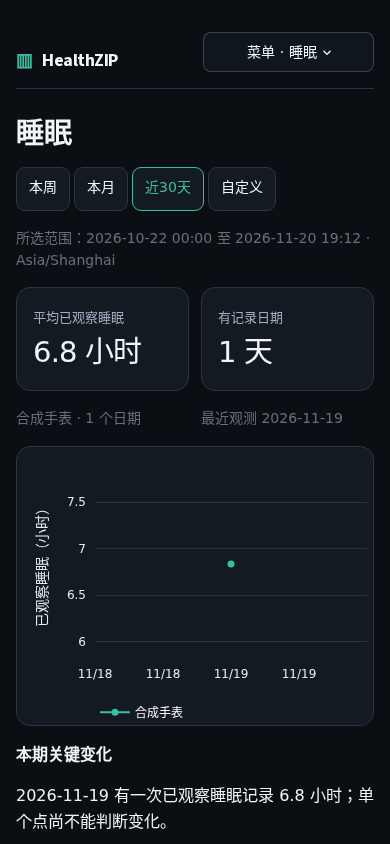 HealthZIP
菜单 · 睡眠
睡眠
本周
本月
近30天
自定义
所选范围：2026-10-22 00:00 至 2026-11-20 19:12 ·
Asia/Shanghai
平均已观察睡眠
6.8 小时
有记录日期
1 天
合成手表 · 1 个日期
最近观测 2026-11-19
已观察睡眠（小时）
7.5
7
6.5
6
11/18 11/18 11/19 11/19
合成手表
本期关键变化
2026-11-19 有一次已观察睡眠记录 6.8 小时；单
个点尚不能判断变化。